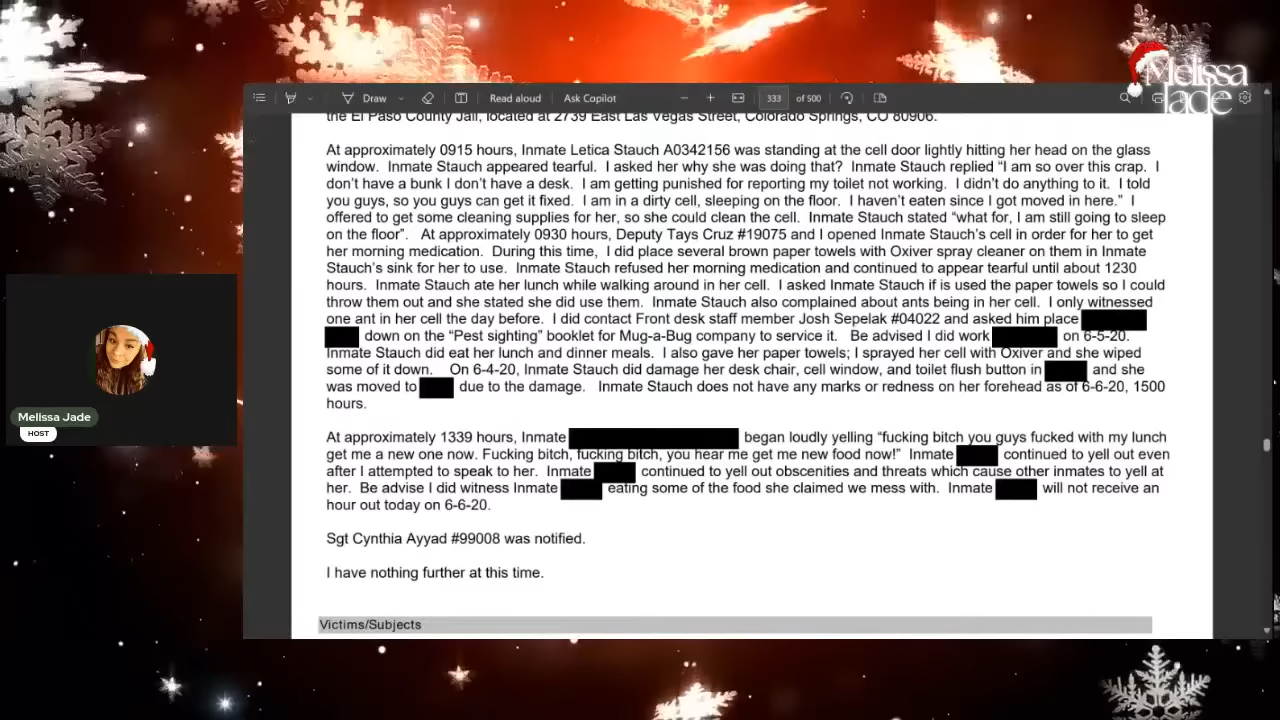 Melissa
Jade
Draw
Read aloud
Ask Copilot
333
of 500
the El Paso County Jail, located at 2739 East Las Vegas Street, Colorado Springs, CO 80906.
At approximately 0915 hours, Inmate Letica Stauch A0342156 was standing at the cell door lightly hitting her head on the glass
window. Inmate Stauch appeared tearful. I asked her why she was doing that? Inmate Stauch replied “I am so over this crap. I
don’t have a bunk I don’t have a desk. I am getting punished for reporting my toilet not working. I didn’t do anything to it. I told
you guys, so you guys can get it fixed. I am in a dirty cell, sleeping on the floor. I haven’t eaten since I got moved in here.” I
offered to get some cleaning supplies for her, so she could clean the cell. Inmate Stauch stated “what for, I am still going to sleep
on the floor”. At approximately 0930 hours, Deputy Tays Cruz #19075 and I opened Inmate Stauch’s cell in order for her to get
her morning medication. During this time, I did place several brown paper towels with Oxiver spray cleaner on them in Inmate
Stauch’s sink for her to use. Inmate Stauch refused her morning medication and continued to appear tearful until about 1230
hours. Inmate Stauch ate her lunch while walking around in her cell. I asked Inmate Stauch if is used the paper towels so I could
throw them out and she stated she did use them. Inmate Stauch also complained about ants being in her cell. I only witnessed
one ant in her cell the day before. I did contact Front desk staff member Josh Sepelak #04022 and asked him place
down on the “Pest sighting” booklet for Mug-a-Bug company to service it. Be advised I did work on 6-5-20.
Inmate Stauch did eat her lunch and dinner meals. I also gave her paper towels; I sprayed her cell with Oxiver and she wiped
some of it down. On 6-4-20, Inmate Stauch did damage her desk chair, cell window, and toilet flush button in and she
was moved to due to the damage. Inmate Stauch does not have any marks or redness on her forehead as of 6-6-20, 1500
hours.
At approximately 1339 hours, Inmate began loudly yelling “fucking bitch you guys fucked with my lunch
get me a new one now. Fucking bitch, fucking bitch, you hear me get me new food now!” Inmate continued to yell out even
after I attempted to speak to her. Inmate continued to yell out obscenities and threats which cause other inmates to yell at
her. Be advise I did witness Inmate eating some of the food she claimed we mess with. Inmate will not receive an
hour out today on 6-6-20.
Sgt Cynthia Ayyad #99008 was notified.
I have nothing further at this time.
Victims/Subjects
Melissa Jade
HOST